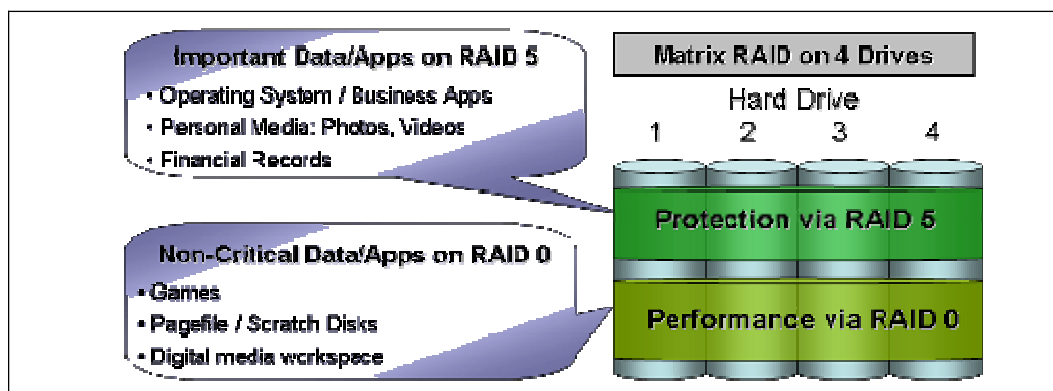 Important Data/Apps on RAID 5
• Operating System / Business Apps
• Personal Media: Photos, Videos
• Financial Records
Non-Critical Data/Apps on RAID 0
• Games
• Pagefile / Scratch Disks
• Digital media workspace
Matrix RAID on 4 Drives
Hard Drive
1 2 3 4
Protection via RAID 5
Performance via RAID 0